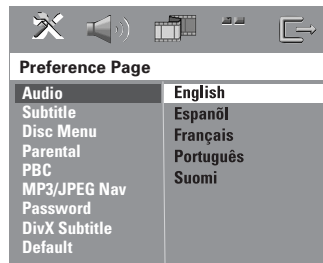 Preference Page
Audio
Subtitle
Disc Menu
Parental
PBC
MP3/JPEG Nav
Password
DivX Subtitle
Default
English
Espanõl
Français
Português
Suomi